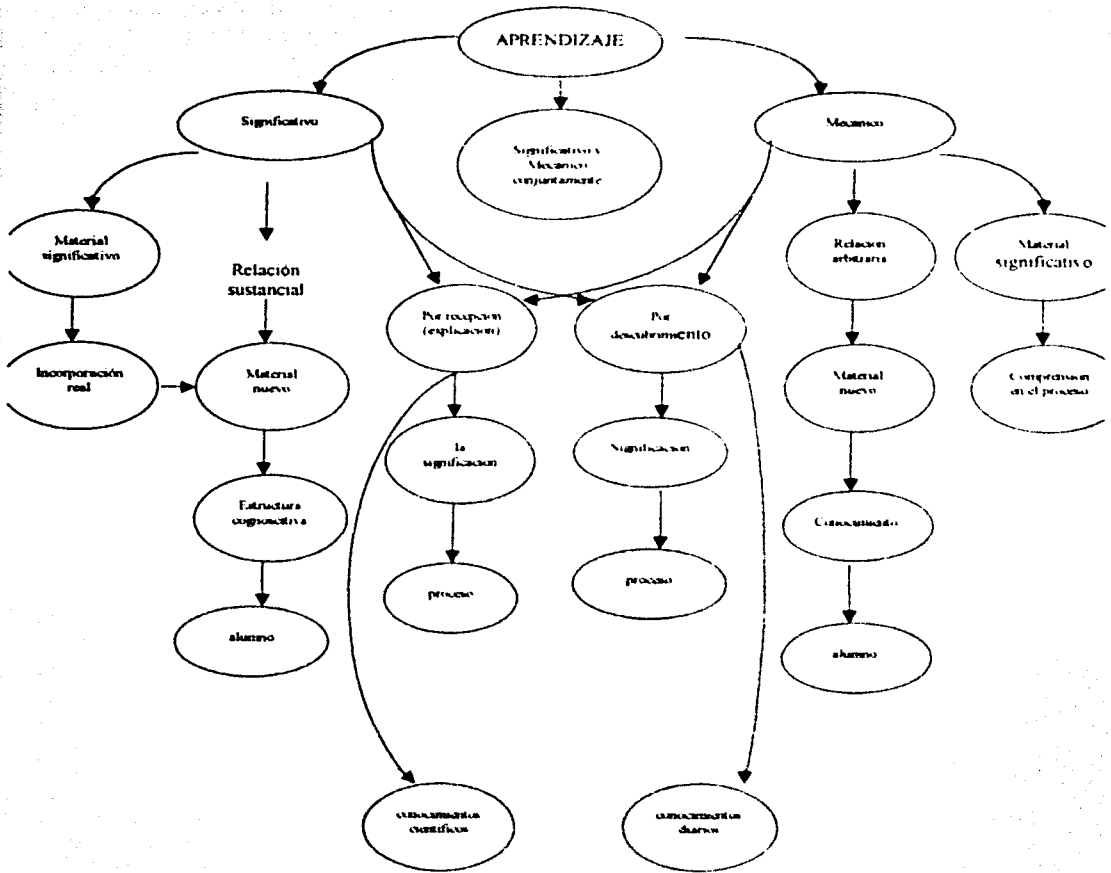 APRENDIZAJE
Significativo
Significativo y
Mecanico
conjuntamente
Mecanico
Material
significativo
Relación
sustancial
Relacion
arbitraria
Material
significativo
Por recepcion
(explicacion)
Por
descubrimiento
Incorporación
real
Material
nuevo
Material
nuevo
Comprension
en el proceso
la
significacion
Significacion
Estructura
cognoscitiva
Conocimiento
proceso
proceso
alumno
alumno
conocimientos
científicos
conocimientos
diarios